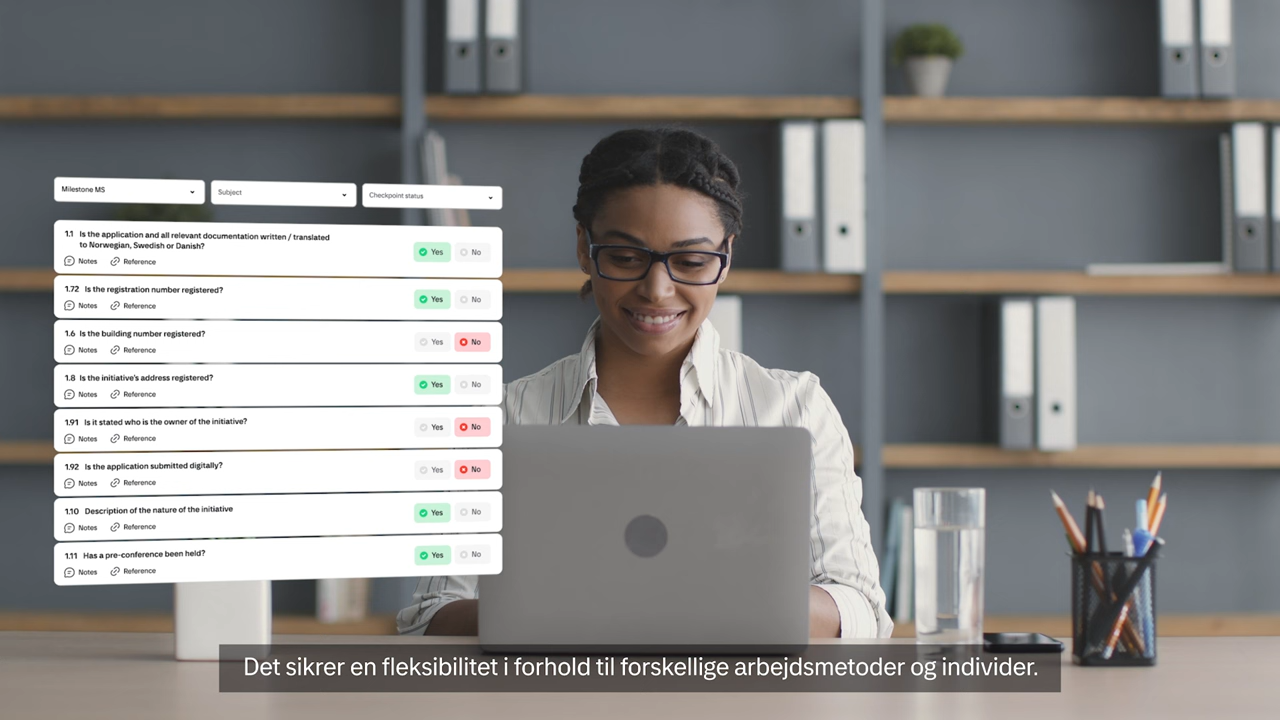 Milestone M5
Subject
Checkpoint status
1.1 Is the application and all relevant documentation written / translated
to Norwegian, Swedish or Danish?
Yes
No
Notes
Reference
1.72 Is the registration number registered?
Yes
No
Notes
Reference
1.6 Is the building number registered?
Yes
No
Notes
Reference
1.8 Is the initiative's address registered?
Yes
No
Notes
Reference
1.91 Is it stated who is the owner of the initiative?
Yes
No
Notes
Reference
1.92 Is the application submitted digitally?
Yes
No
Notes
Reference
1.10 Description of the nature of the initiative
Yes
No
Notes
Reference
1.11 Has a pre-conference been held?
Yes
No
Notes
Reference
Det sikrer en fleksibilitet i forhold til forskellige arbejdsmetoder og individer.